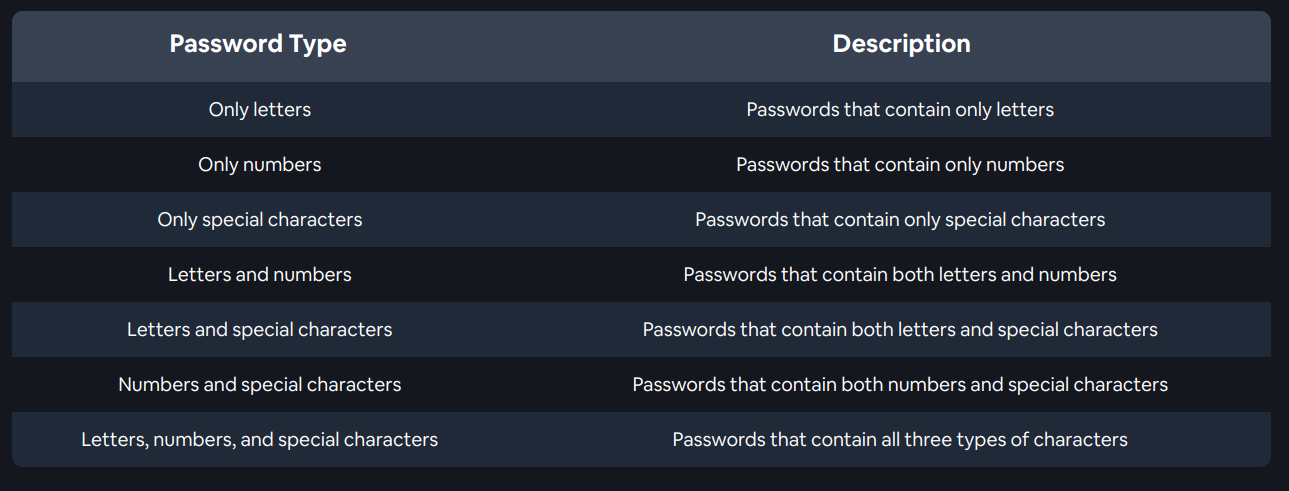 Password Type Description
Only letters Passwords that contain only letters
Only numbers Passwords that contain only numbers
Only special characters Passwords that contain only special characters
Letters and numbers Passwords that contain both letters and numbers
Letters and special characters Passwords that contain both letters and special characters
Numbers and special characters Passwords that contain both numbers and special characters
Letters, numbers, and special characters Passwords that contain all three types of characters